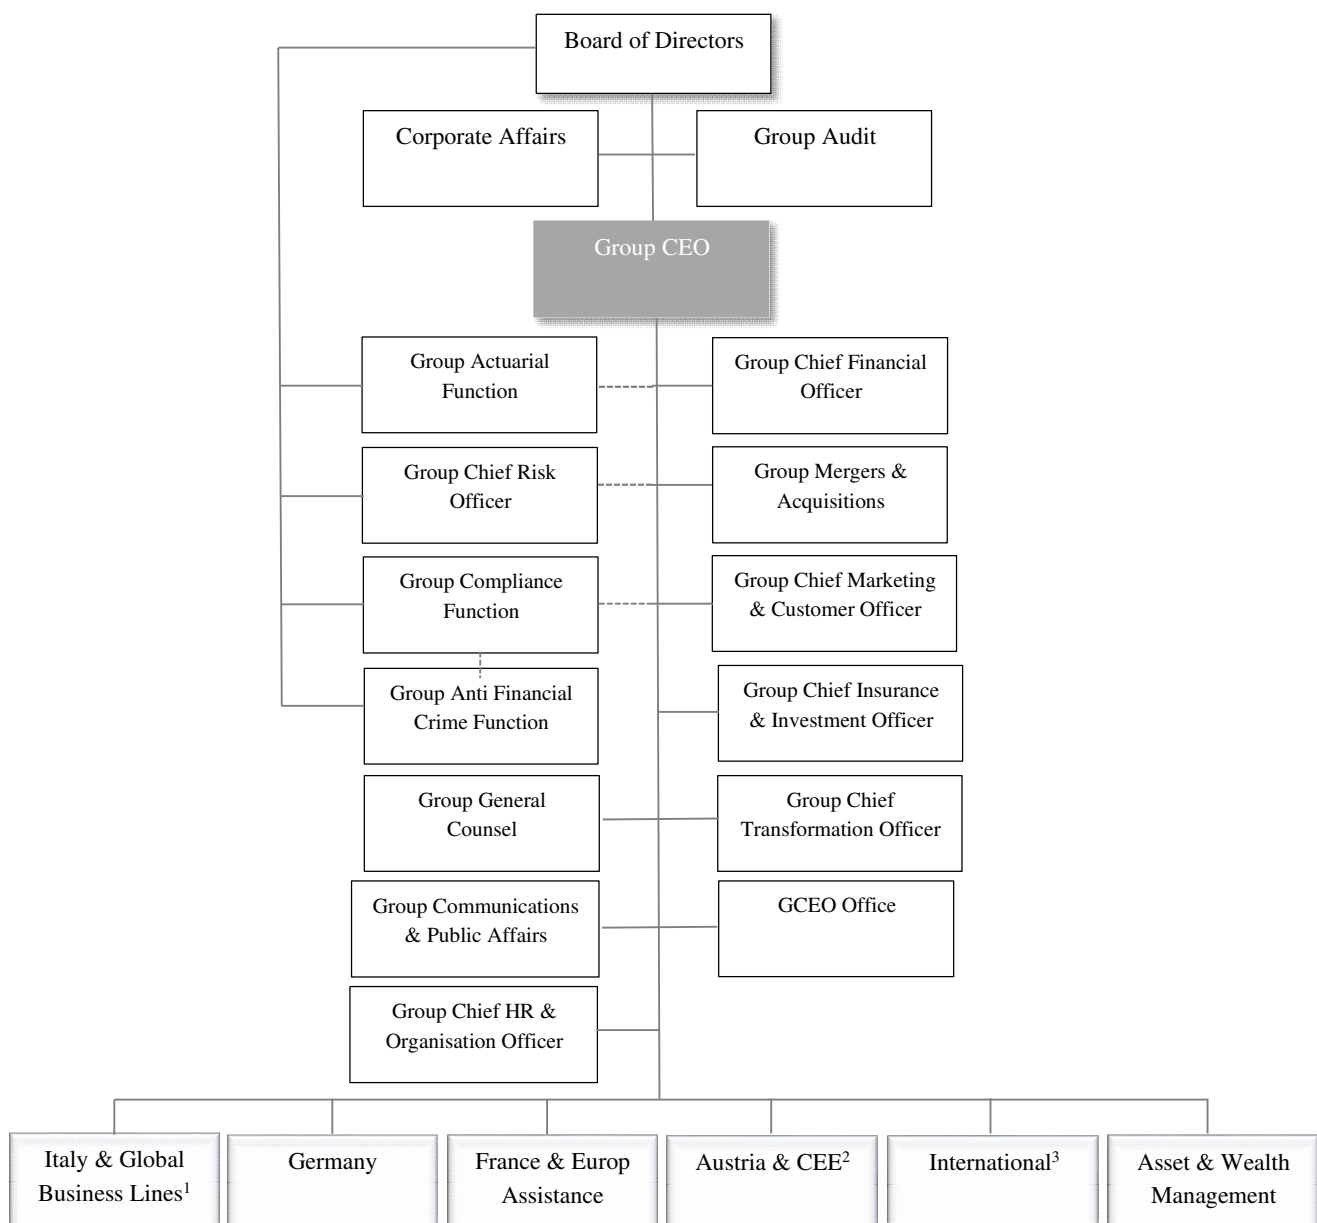 Board of Directors
Corporate Affairs
Group Audit
Group CEO
Group Actuarial
Function
Group Chief Financial
Officer
Group Chief Risk
Officer
Group Mergers &
Acquisitions
Group Compliance
Function
Group Chief Marketing
& Customer Officer
Group Anti Financial
Crime Function
Group Chief Insurance
& Investment Officer
Group General
Counsel
Group Chief
Transformation Officer
Group Communications
& Public Affairs
GCEO Office
Group Chief HR &
Organisation Officer
Italy & Global
Business Lines¹
Germany
France & Europ
Assistance
Austria & CEE²
International³
Asset & Wealth
Management